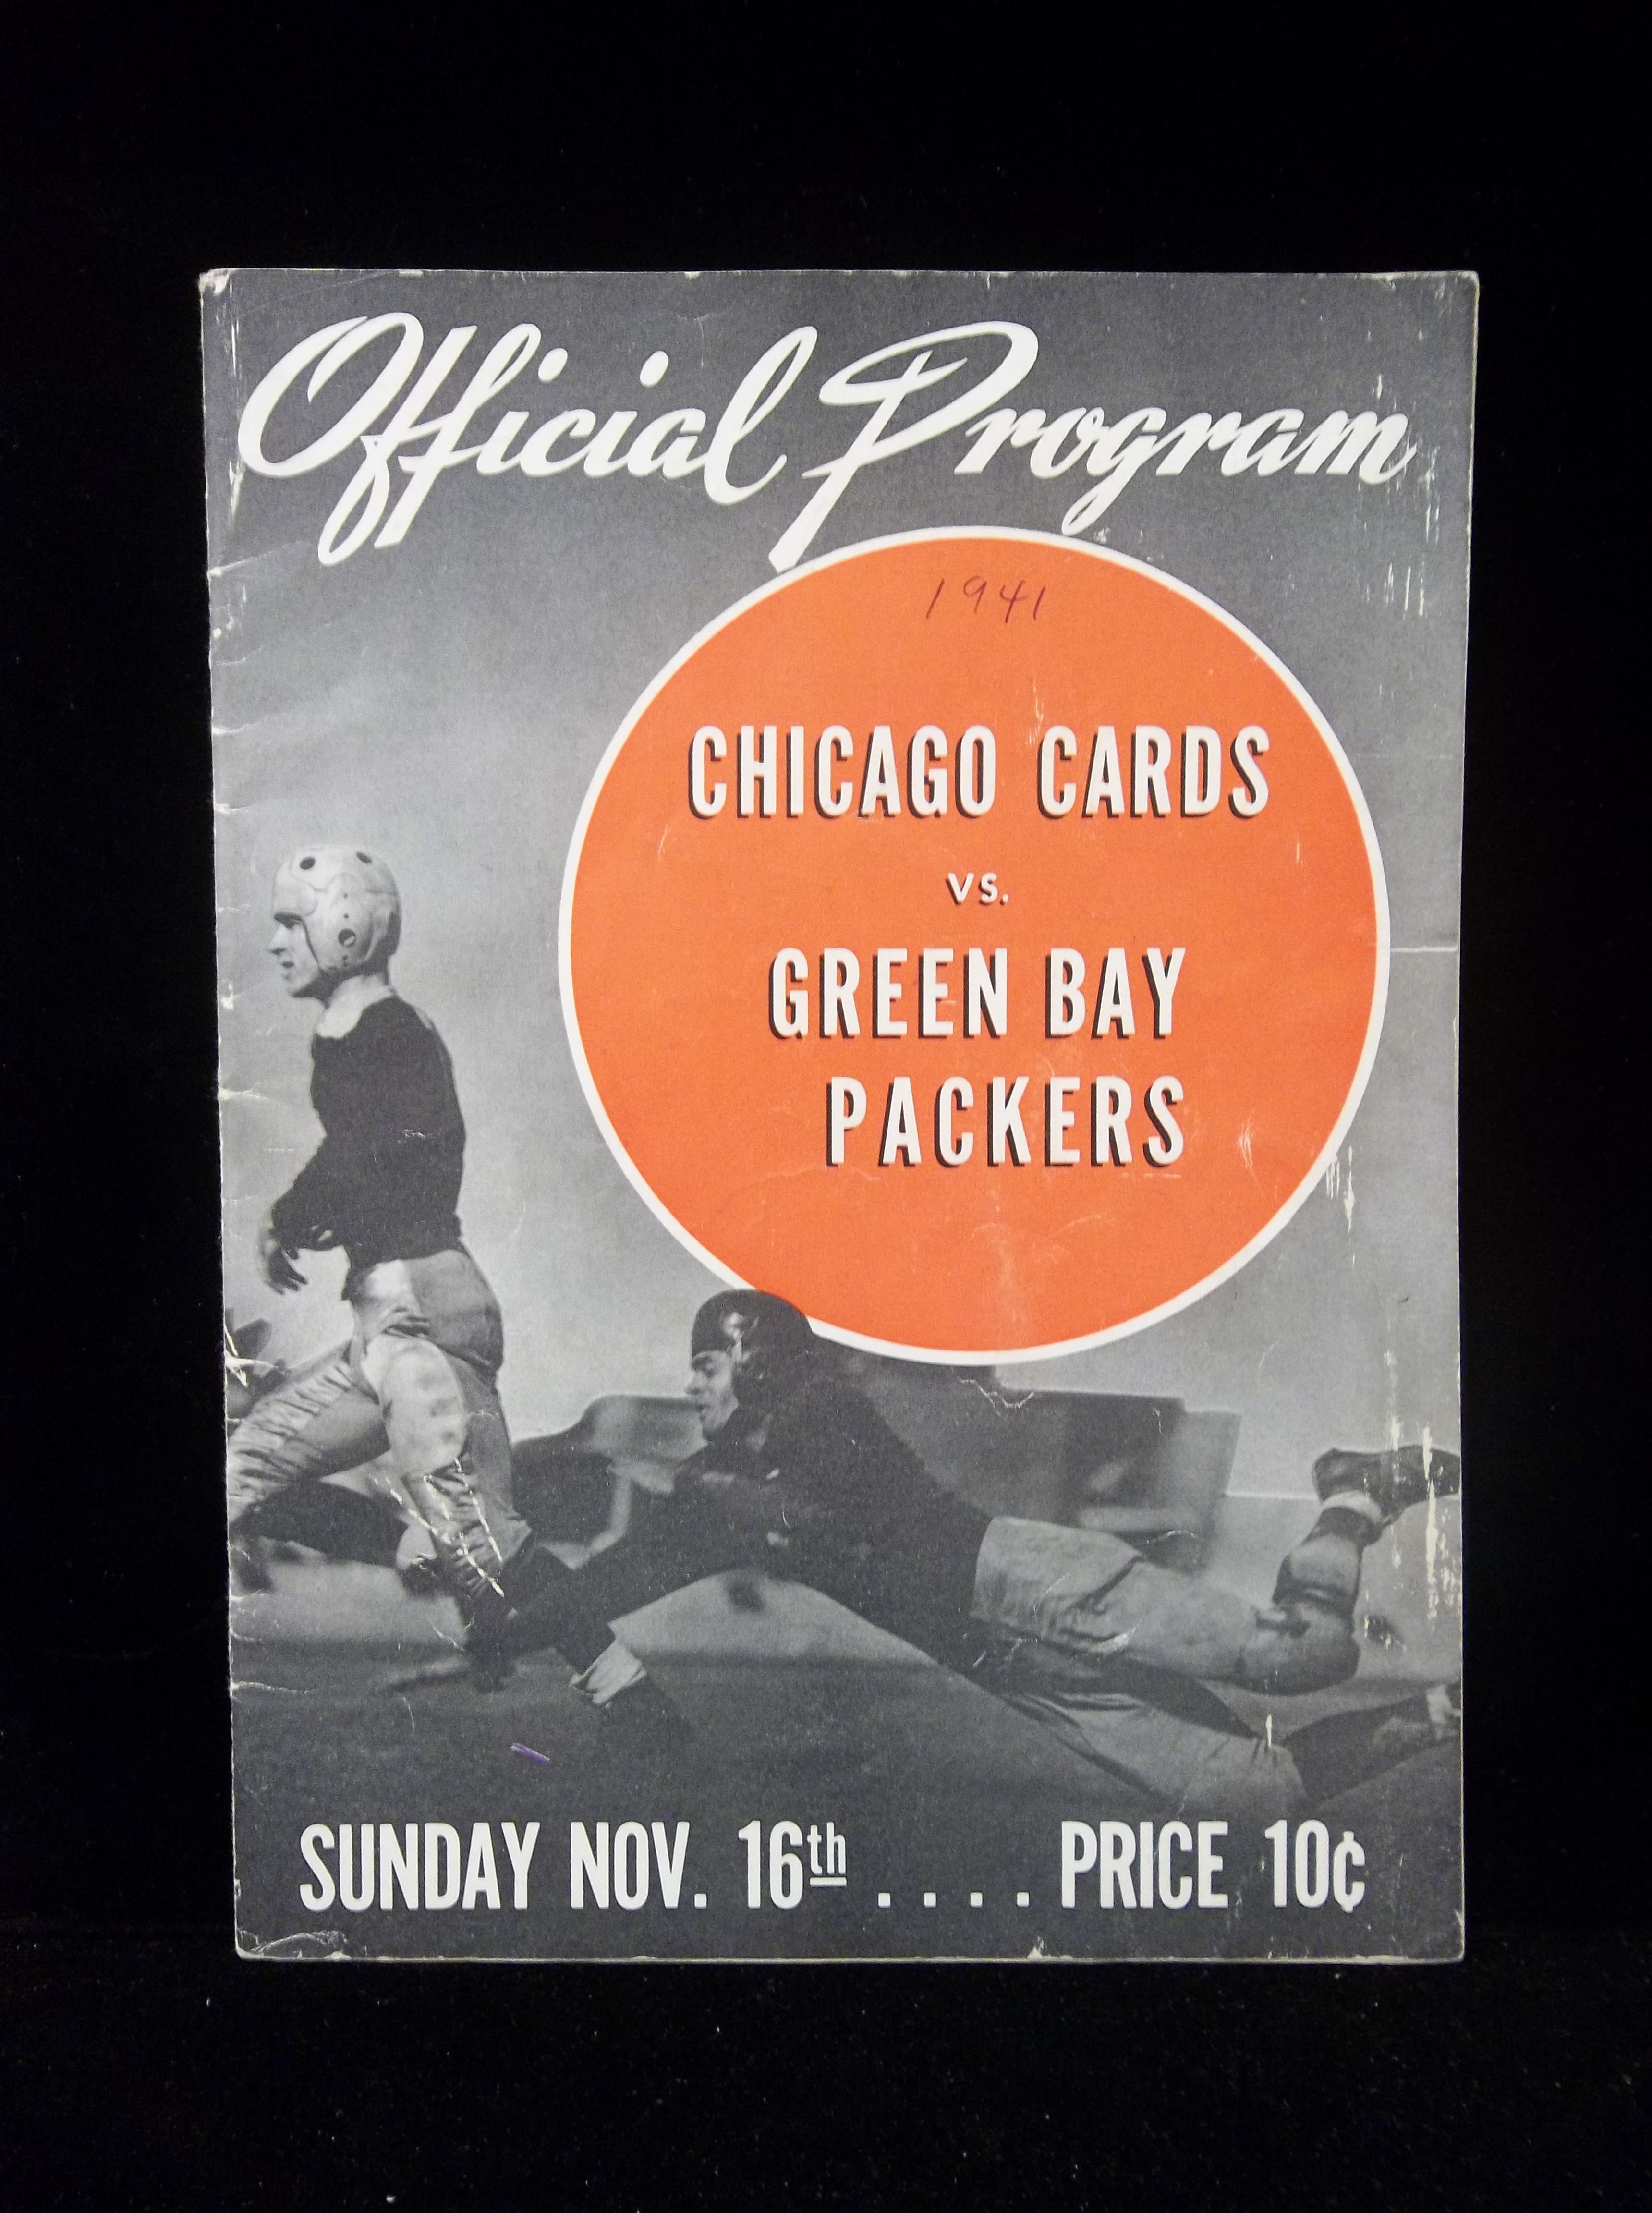 Official Program
1941
CHICAGO CARDS
VS.
GREEN BAY
PACKERS
SUNDAY NOV. 16th .... PRICE 10¢